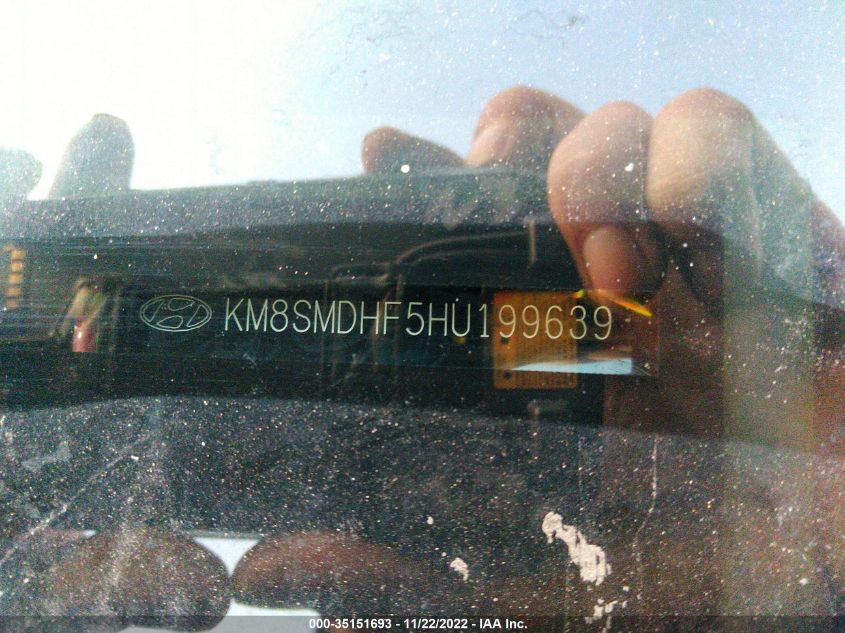 KM8SMDHF5HU199639
000-35151693 - 11/22/2022 - IAA Inc.